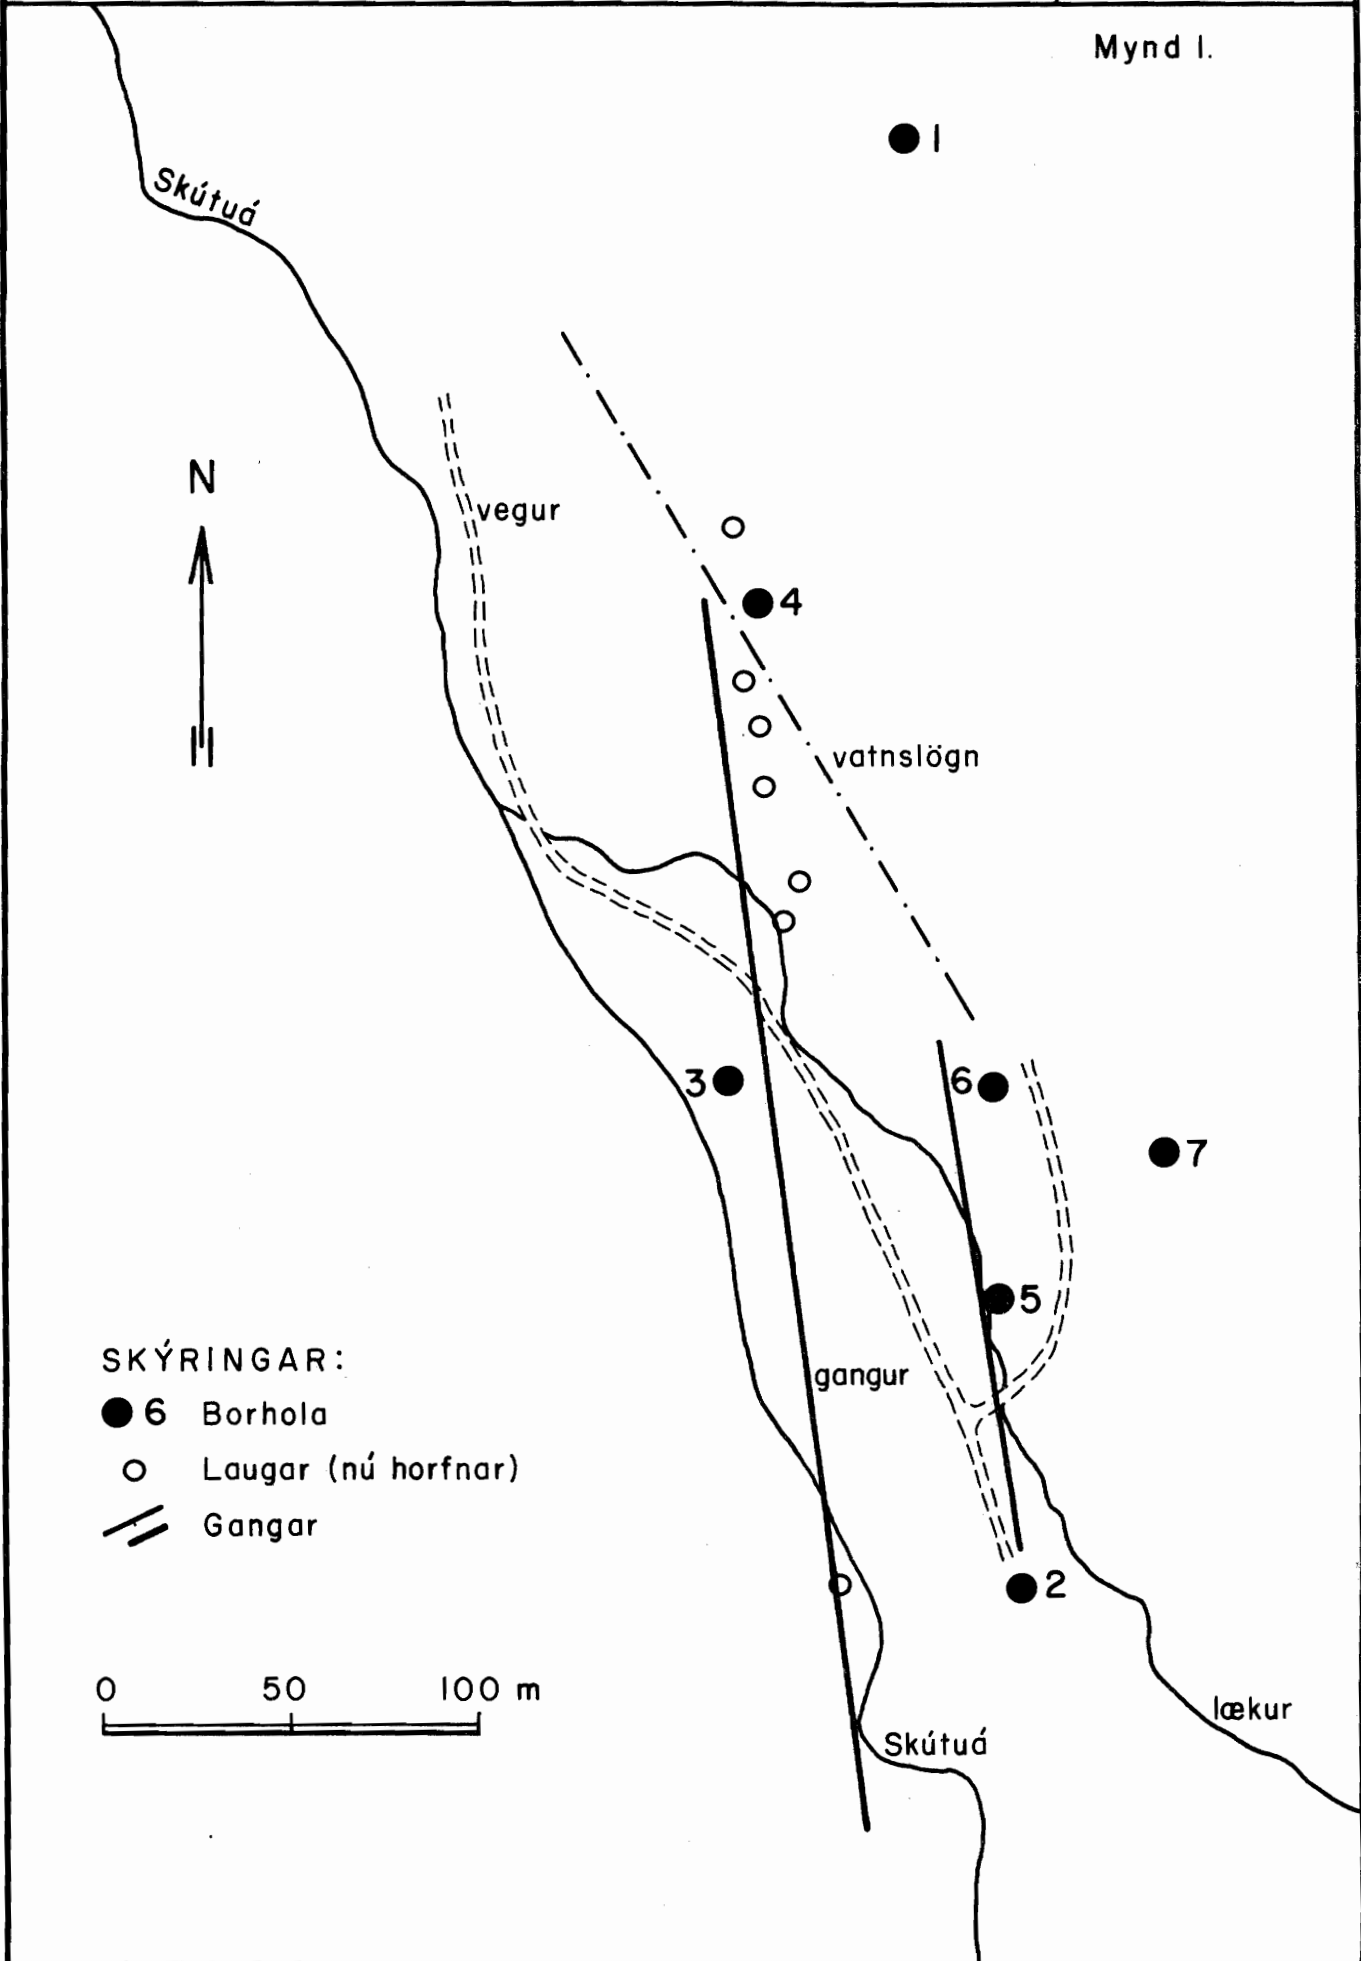 Mynd 1.
1
Skútuá
N
vegur
4
vatnslögn
3
6
7
5
gangur
SKÝRINGAR:
6 Borhola
Laugar (nú horfnar)
Gangar
2
0 50 100 m
lækur
Skútuá